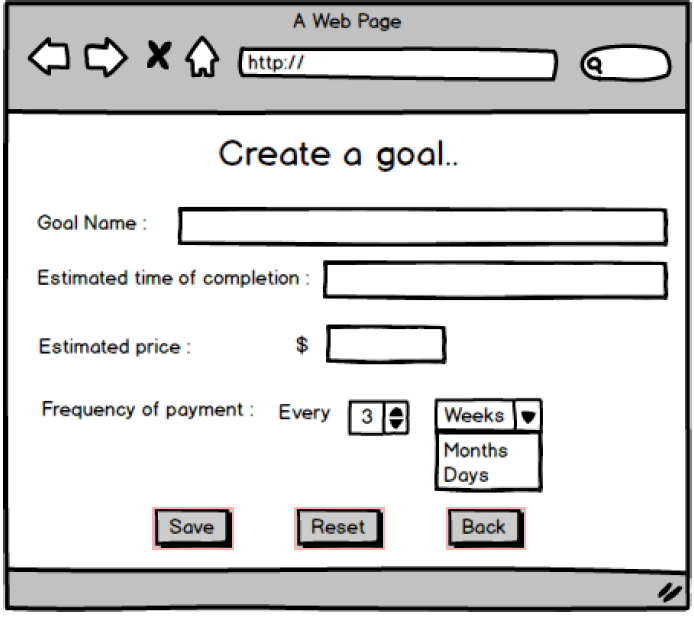 A Web Page
http://
Create a goal..
Goal Name :
Estimated time of completion :
Estimated price : $
Frequency of payment : Every 3 Weeks
Months
Days
Save Reset Back